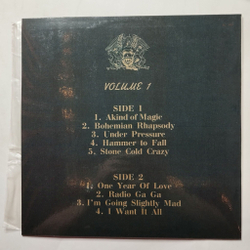 VOLUME 1
SIDE 1
1. Akind of Magic
2. Bohemian Rhapsody
3. Under Pressure
4. Hammer to Fall
5. Stone Cold Crazy
SIDE 2
1. One Year Of Love
2. Radio Ga Ga
3. I'm Going Slightly Mad
4. I Want It All